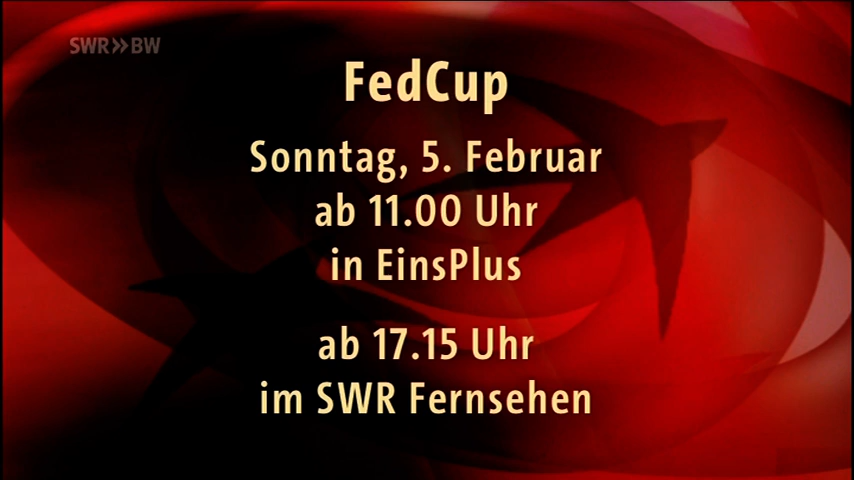 SWR>>BW
FedCup
Sonntag, 5. Februar
ab 11.00 Uhr
in EinsPlus
ab 17.15 Uhr
im SWR Fernsehen